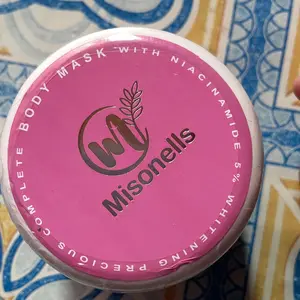 WHITENING PRECIOUS COMPLETE BODY MASK WITH NIACINAMIDE 5%
Misonells